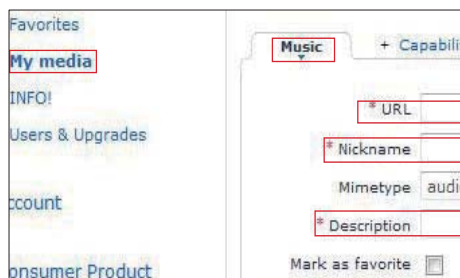 Favorites
My media
INFO!
Users & Upgrades
ccount
onsumer Product
Music
+ Capabili
* URL
* Nickname
Mimetype audi
* Description
Mark as favorite